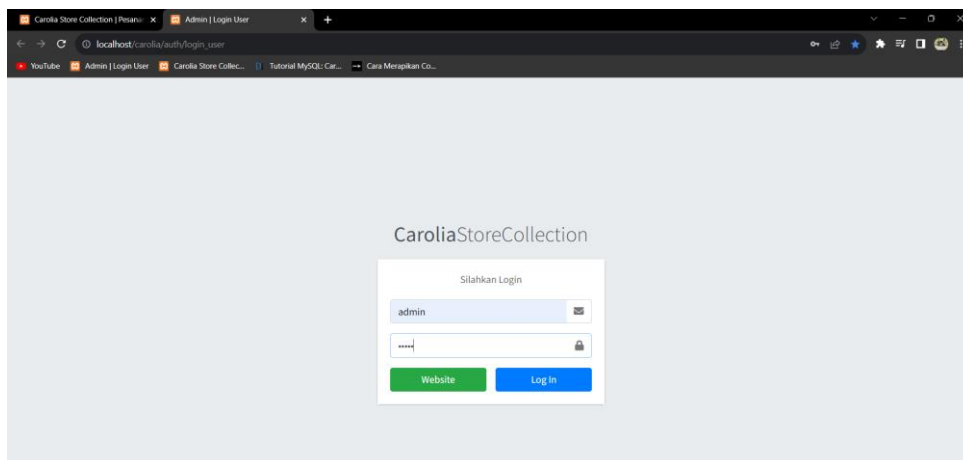 Carolia Store Collection | Pesanan
Admin | Login User
localhost/carolia/auth/login_user
YouTube
Admin | Login User
Carolia Store Collec...
Tutorial MySQL: Car...
Cara Merapikan Co...
CaroliaStoreCollection
Silahkan Login
admin
•••••
Website
Log In